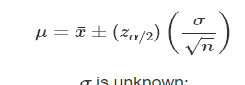 μ = x̄ ± (z_{α/2}) (σ/√n)
σ is unknown: